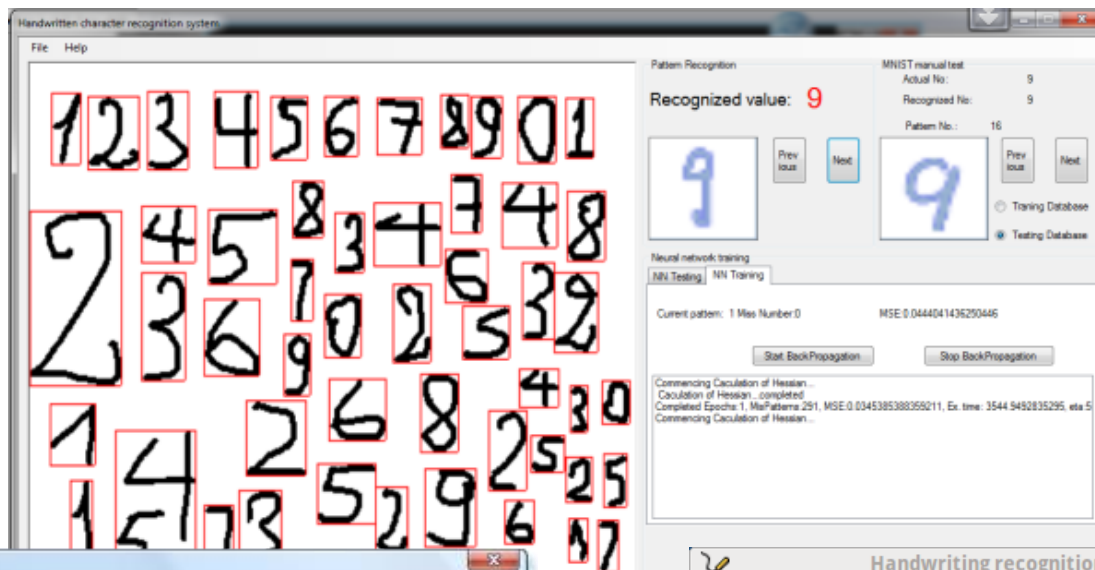 Handwritten character recognition system
File Help
1 2 3 4 5 6 7 8 9 0 1
2 4 5 8 3 4 7 4 8
3 6 7 0 2 6 5 3 2
9
1 2 6 8 4 3 0
4 5 2 9 2 5 2 5
1 5 7 3 6 1 7
Pattern Recognition
Recognized value: 9
9
Prev ious
Next
MNIST manual test
Actual No: 9
Recognized No: 9
Pattern No.: 16
9
Prev ious
Next
Traning Database
Testing Database
Neural network training
NN Testing NN Training
Current pattern: 1 Miss Number:0 MSE:0.0444041436250446
Start BackPropagation Stop BackPropagation
Commencing Caculation of Hessian...
Caculation of Hessian...completed
Completed Epochs:1, MisPatterns:291, MSE:0.0345385388359211, Ex. time: 3544.9492835295, eta:5
Commencing Caculation of Hessian...
Handwriting recognition